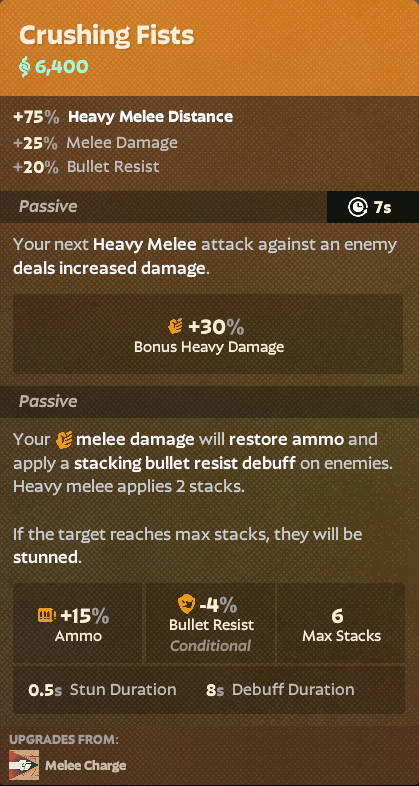 Crushing Fists
6,400
+75% Heavy Melee Distance
+25% Melee Damage
+20% Bullet Resist
Passive
7s
Your next Heavy Melee attack against an enemy
deals increased damage.
+30%
Bonus Heavy Damage
Passive
Your melee damage will restore ammo and
apply a stacking bullet resist debuff on enemies.
Heavy melee applies 2 stacks.
If the target reaches max stacks, they will be
stunned.
+15%
Ammo
-4%
Bullet Resist
Conditional
6
Max Stacks
0.5s Stun Duration
8s Debuff Duration
UPGRADES FROM:
Melee Charge